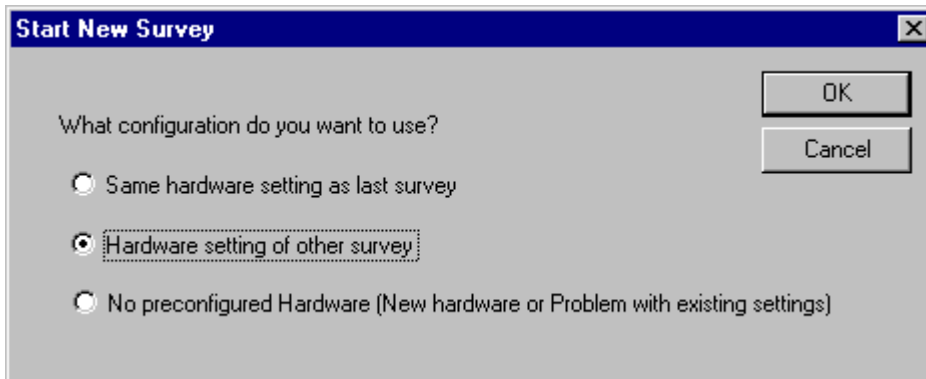 Start New Survey
OK
What configuration do you want to use?
Cancel
Same hardware setting as last survey
Hardware setting of other survey
No preconfigured Hardware (New hardware or Problem with existing settings)